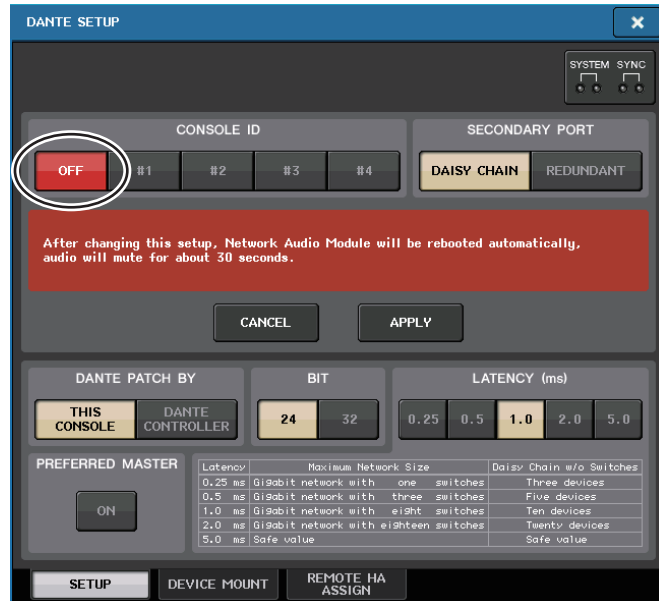 DANTE SETUP
SYSTEM SYNC
CONSOLE ID
SECONDARY PORT
OFF #1 #2 #3 #4 DAISY CHAIN REDUNDANT
After changing this setup, Network Audio Module will be rebooted automatically,
audio will mute for about 30 seconds.
CANCEL APPLY
DANTE PATCH BY
THIS CONSOLE
DANTE CONTROLLER
BIT
24 32
LATENCY (ms)
0.25 0.5 1.0 2.0 5.0
PREFERRED MASTER
ON
Latency Maximum Network Size Daisy Chain w/o Switches
0.25 ms Gigabit network with one switches Three devices
0.5 ms Gigabit network with three switches Five devices
1.0 ms Gigabit network with eight switches Ten devices
2.0 ms Gigabit network with eighteen switches Twenty devices
5.0 ms Safe value Safe value
SETUP DEVICE MOUNT REMOTE HA ASSIGN